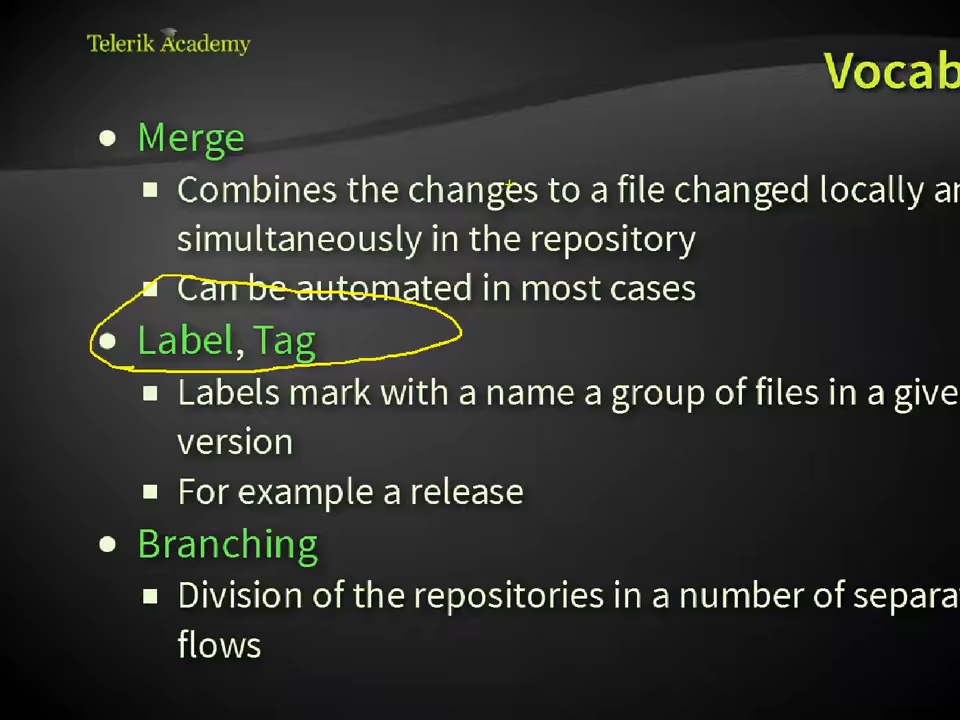 Telerik Academy
Vocab
Merge
Combines the changes to a file changed locally an
simultaneously in the repository
Can be automated in most cases
Label, Tag
Labels mark with a name a group of files in a give
version
For example a release
Branching
Division of the repositories in a number of separa
flows